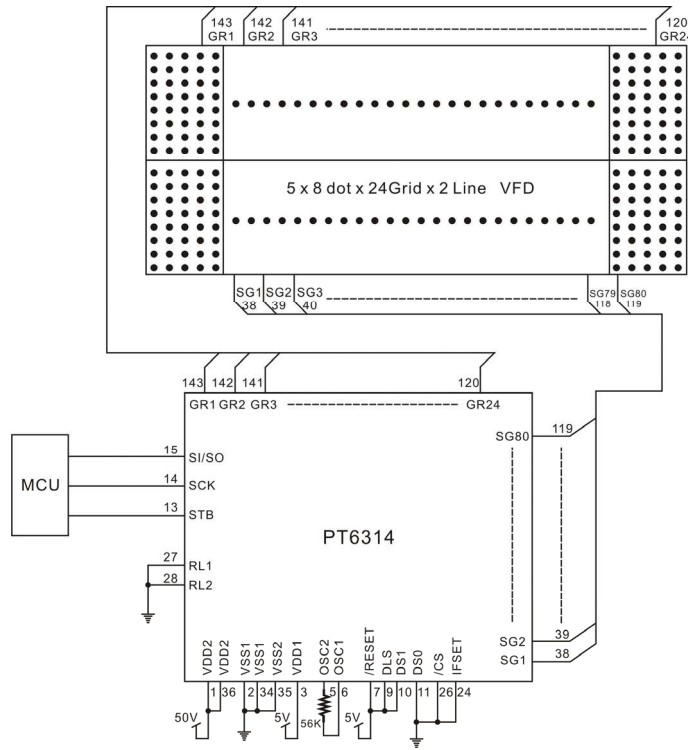 143 142 141 120
GR1 GR2 GR3 GR24
5 x 8 dot x 24Grid x 2 Line VFD
SG1 SG2 SG3 SG79 SG80
38 39 40 118 119
143 142 141 120
GR1 GR2 GR3 GR24
SG80 119
MCU
15 SI/SO
14 SCK
13 STB
PT6314
27 RL1
28 RL2
SG2 39
SG1 38
VDD2 VDD2 VSS1 VSS1 VSS2 VDD1 OSC2 OSC1 /RESET DLS DS1 DS0 /CS IFSET
1 36 2 34 35 3 5 6 7 9 10 11 26 24
50V 5V 56K 5V